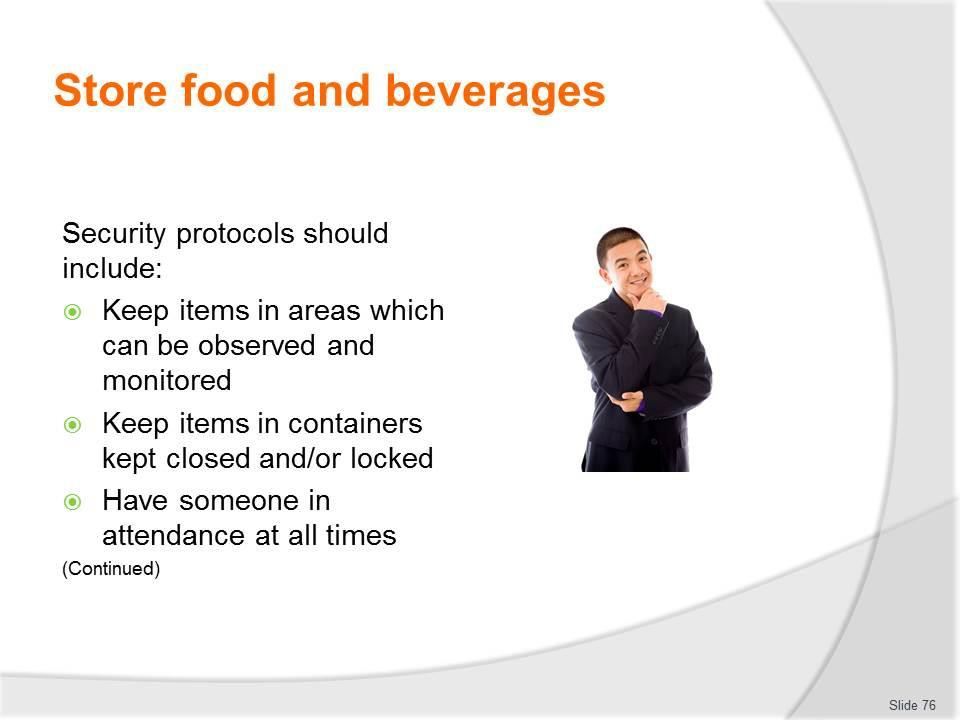 Store food and beverages
Security protocols should
include:
Keep items in areas which
can be observed and
monitored
Keep items in containers
kept closed and/or locked
Have someone in
attendance at all times
(Continued)
Slide 76